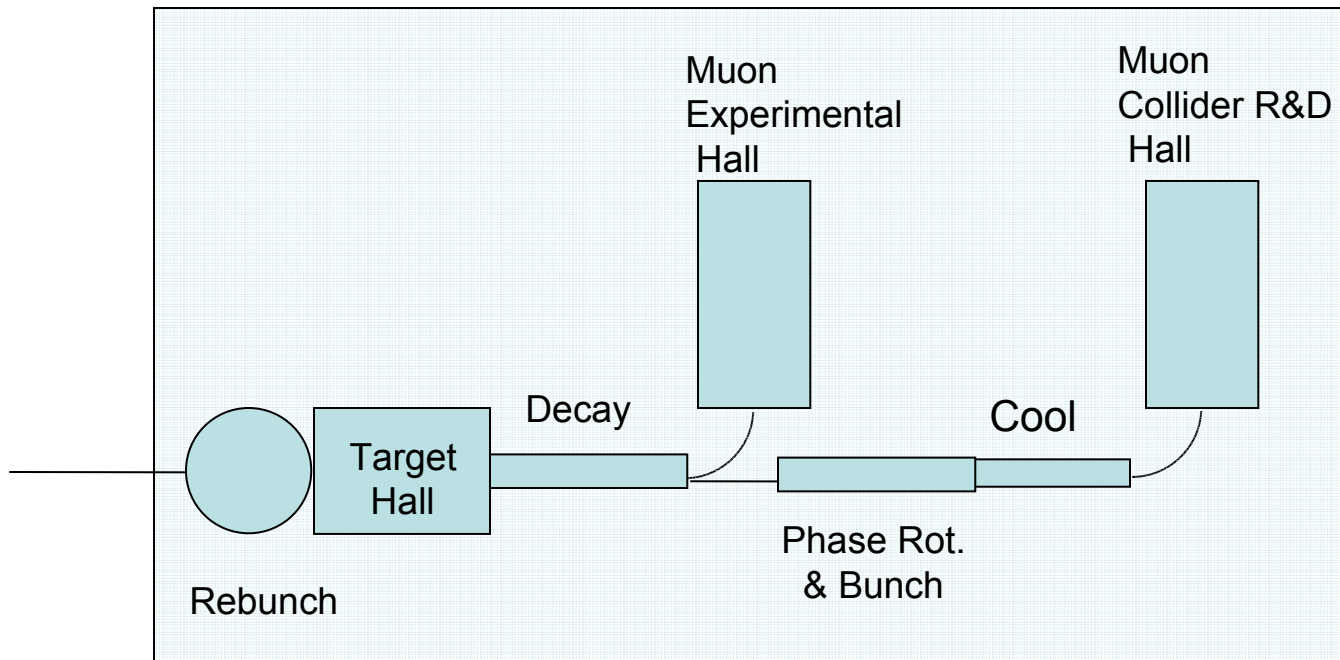 Muon
Experimental
Hall
Muon
Collider R&D
Hall
Decay
Cool
Target
Hall
Phase Rot.
& Bunch
Rebunch